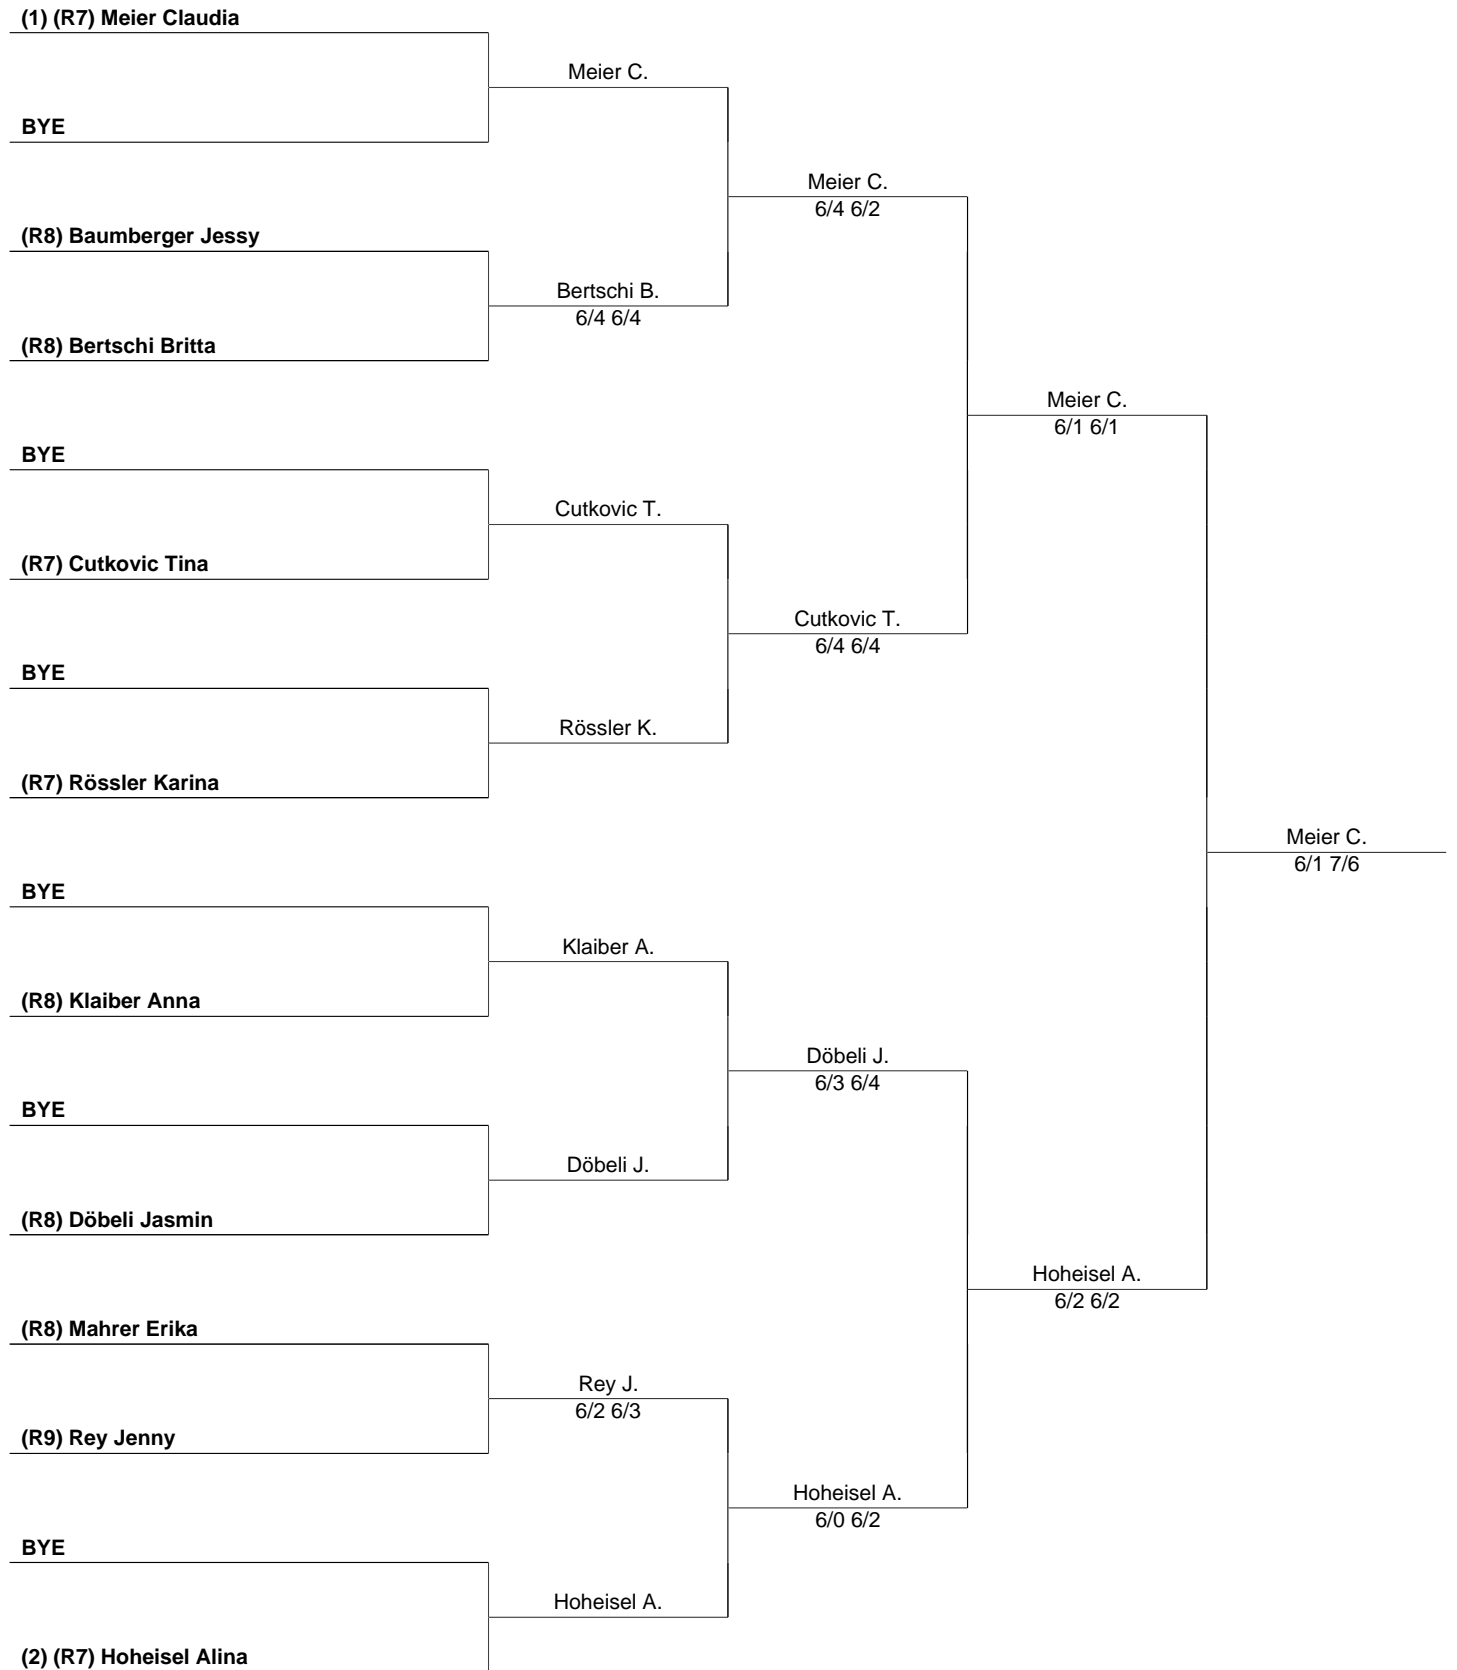 (1) (R7) Meier Claudia
Meier C.
BYE
Meier C.
6/4 6/2
(R8) Baumberger Jessy
Bertschi B.
6/4 6/4
(R8) Bertschi Britta
Meier C.
6/1 6/1
BYE
Cutkovic T.
(R7) Cutkovic Tina
Cutkovic T.
6/4 6/4
BYE
Rössler K.
(R7) Rössler Karina
Meier C.
6/1 7/6
BYE
Klaiber A.
(R8) Klaiber Anna
Döbeli J.
6/3 6/4
BYE
Döbeli J.
(R8) Döbeli Jasmin
Hoheisel A.
6/2 6/2
(R8) Mahrer Erika
Rey J.
6/2 6/3
(R9) Rey Jenny
Hoheisel A.
6/0 6/2
BYE
Hoheisel A.
(2) (R7) Hoheisel Alina